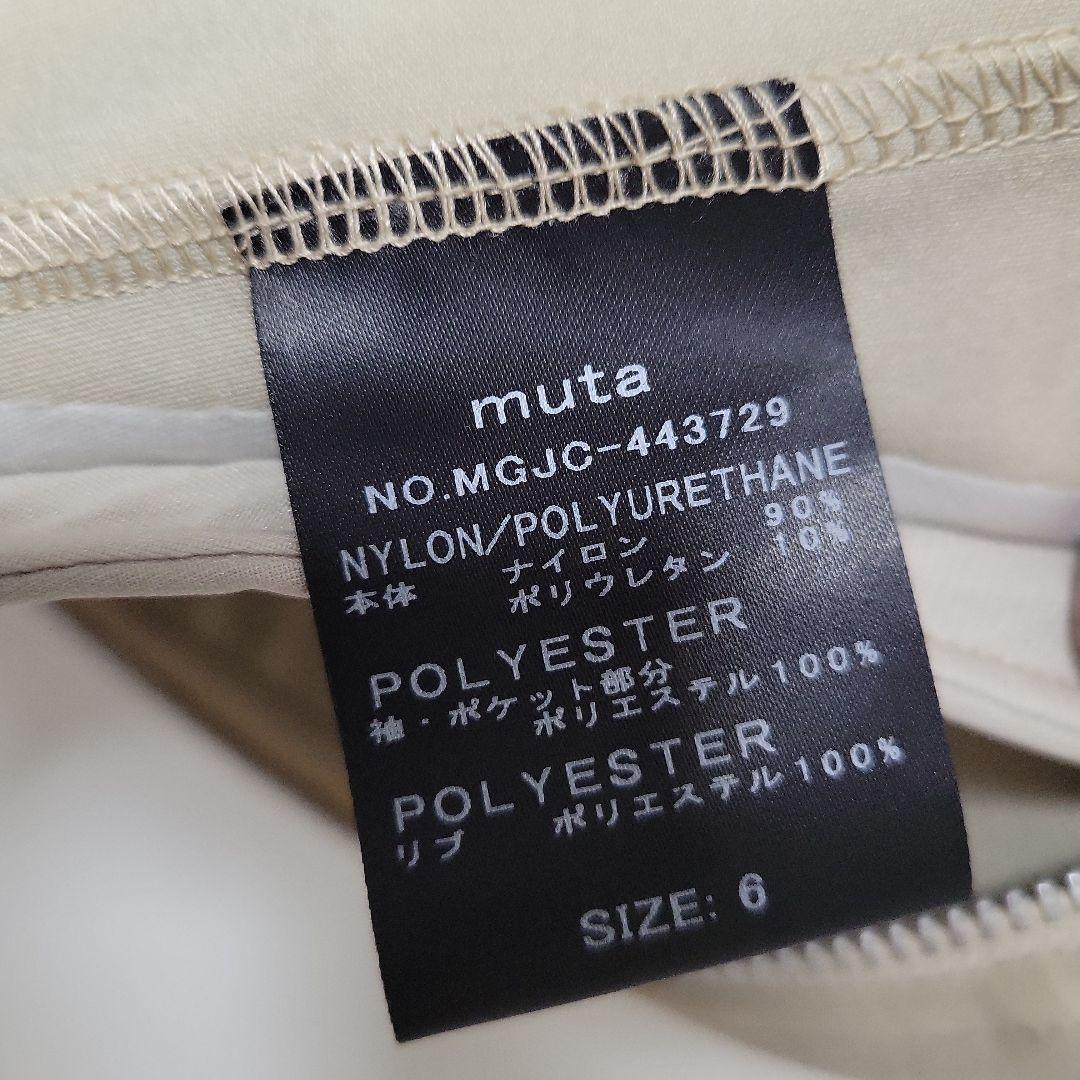 muta
NO.MGJC-443729
NYLON/POLYURETHANE
本体 ナイロン 90%
ポリウレタン 10%
POLYESTER
袖・ポケット部分
ポリエステル100%
POLYESTER
リブ ポリエステル100%
SIZE: 6